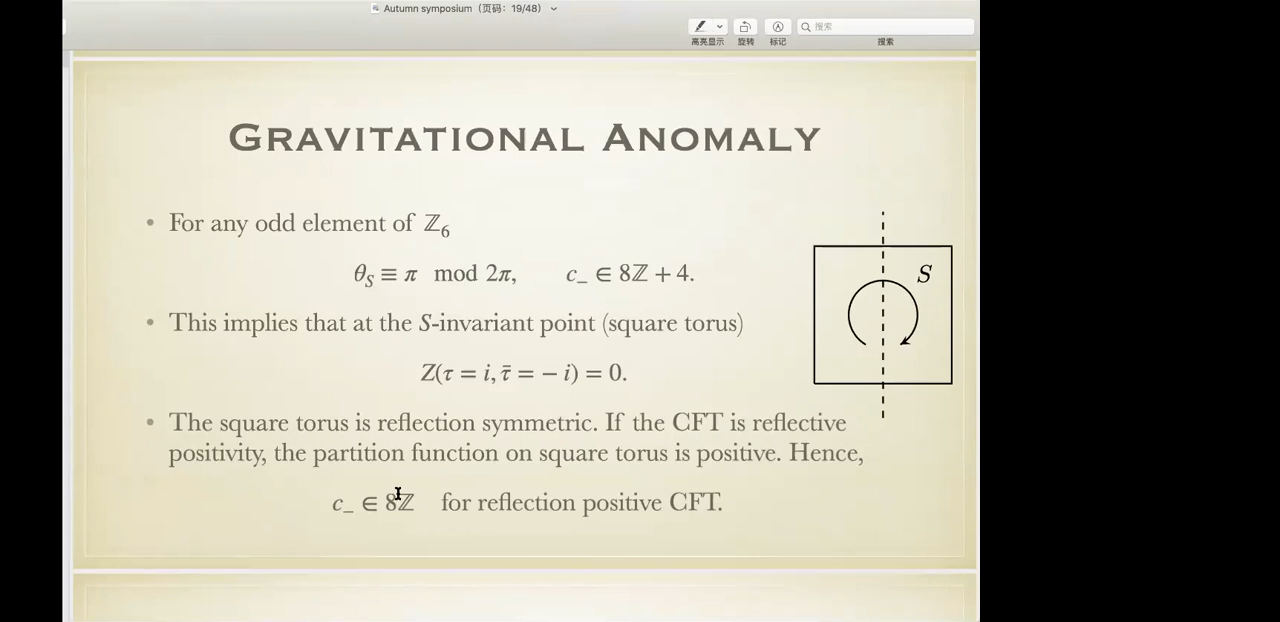 Autumn symposium（页码：19/48）
搜索
高亮显示 旋转 标记 搜索
GRAVITATIONAL ANOMALY
• For any odd element of ℤ₆
θ_S ≡ π mod 2π, c₋ ∈ 8ℤ + 4.
S
• This implies that at the S-invariant point (square torus)
Z(τ = i, τ̄ = − i) = 0.
• The square torus is reflection symmetric. If the CFT is reflective
positivity, the partition function on square torus is positive. Hence,
c₋ ∈ 8ℤ for reflection positive CFT.